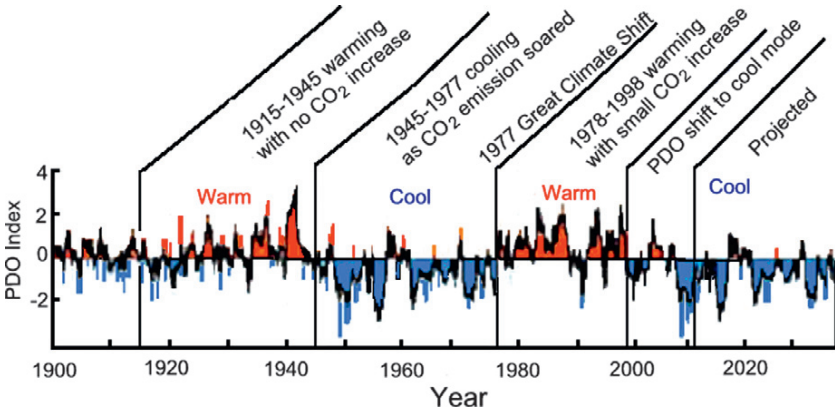 1915-1945 warming
with no CO₂ increase
1945-1977 cooling
as CO₂ emission soared
1977 Great Climate Shift
1978-1998 warming
with small CO₂ increase
PDO shift to cool mode
Projected
4
Warm
Cool
Warm
Cool
2
0
-2
PDO Index
1900
1920
1940
1960
1980
2000
2020
Year